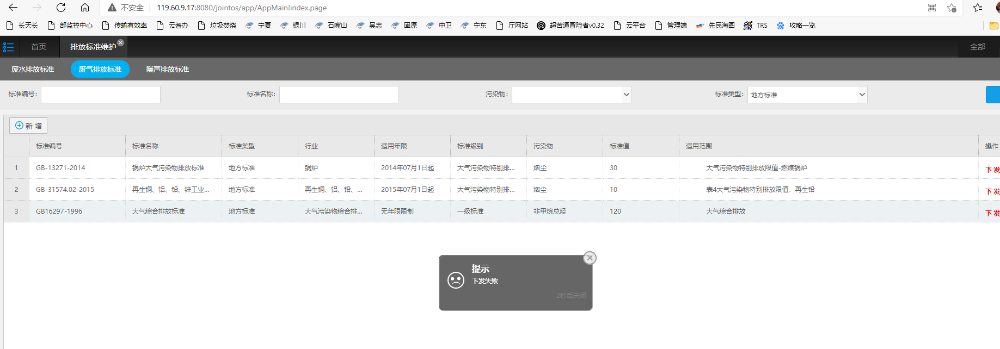 不安全 119.60.9.17:8080/jointos/app/AppMain!index.page
长天长 部监控中心 传输有效率 云督办 垃圾焚烧 宁夏 银川 石嘴山 吴忠 固原 中卫 宁东 厅网站 超苦逼冒险者v0.32 云平台 管理端 先民海图 TRS 攻略一览
首页 排放标准维护 全部
废水排放标准 废气排放标准 噪声排放标准
标准编号: 标准名称: 污染物: 标准类型: 地方标准
新 增
标准编号 标准名称 标准类型 行业 适用年限 标准级别 污染物 标准值 适用范围 操作
1 GB-13271-2014 锅炉大气污染物排放标准 地方标准 锅炉 2014年07月1日起 大气污染物特别排... 烟尘 30 大气污染物特别排放限值-燃煤锅炉 下 发
2 GB-31574.02-2015 再生铜、铝、铅、锌工业... 地方标准 再生铜、铝、铅、... 2015年07月1日起 大气污染物特别排... 烟尘 10 表4大气污染物特别排放限值，再生铅 下 发
3 GB16297-1996 大气综合排放标准 地方标准 大气污染物综合排... 无年限限制 一级标准 非甲烷总烃 120 大气综合排放 下 发
提示
下发失败
2秒后关闭